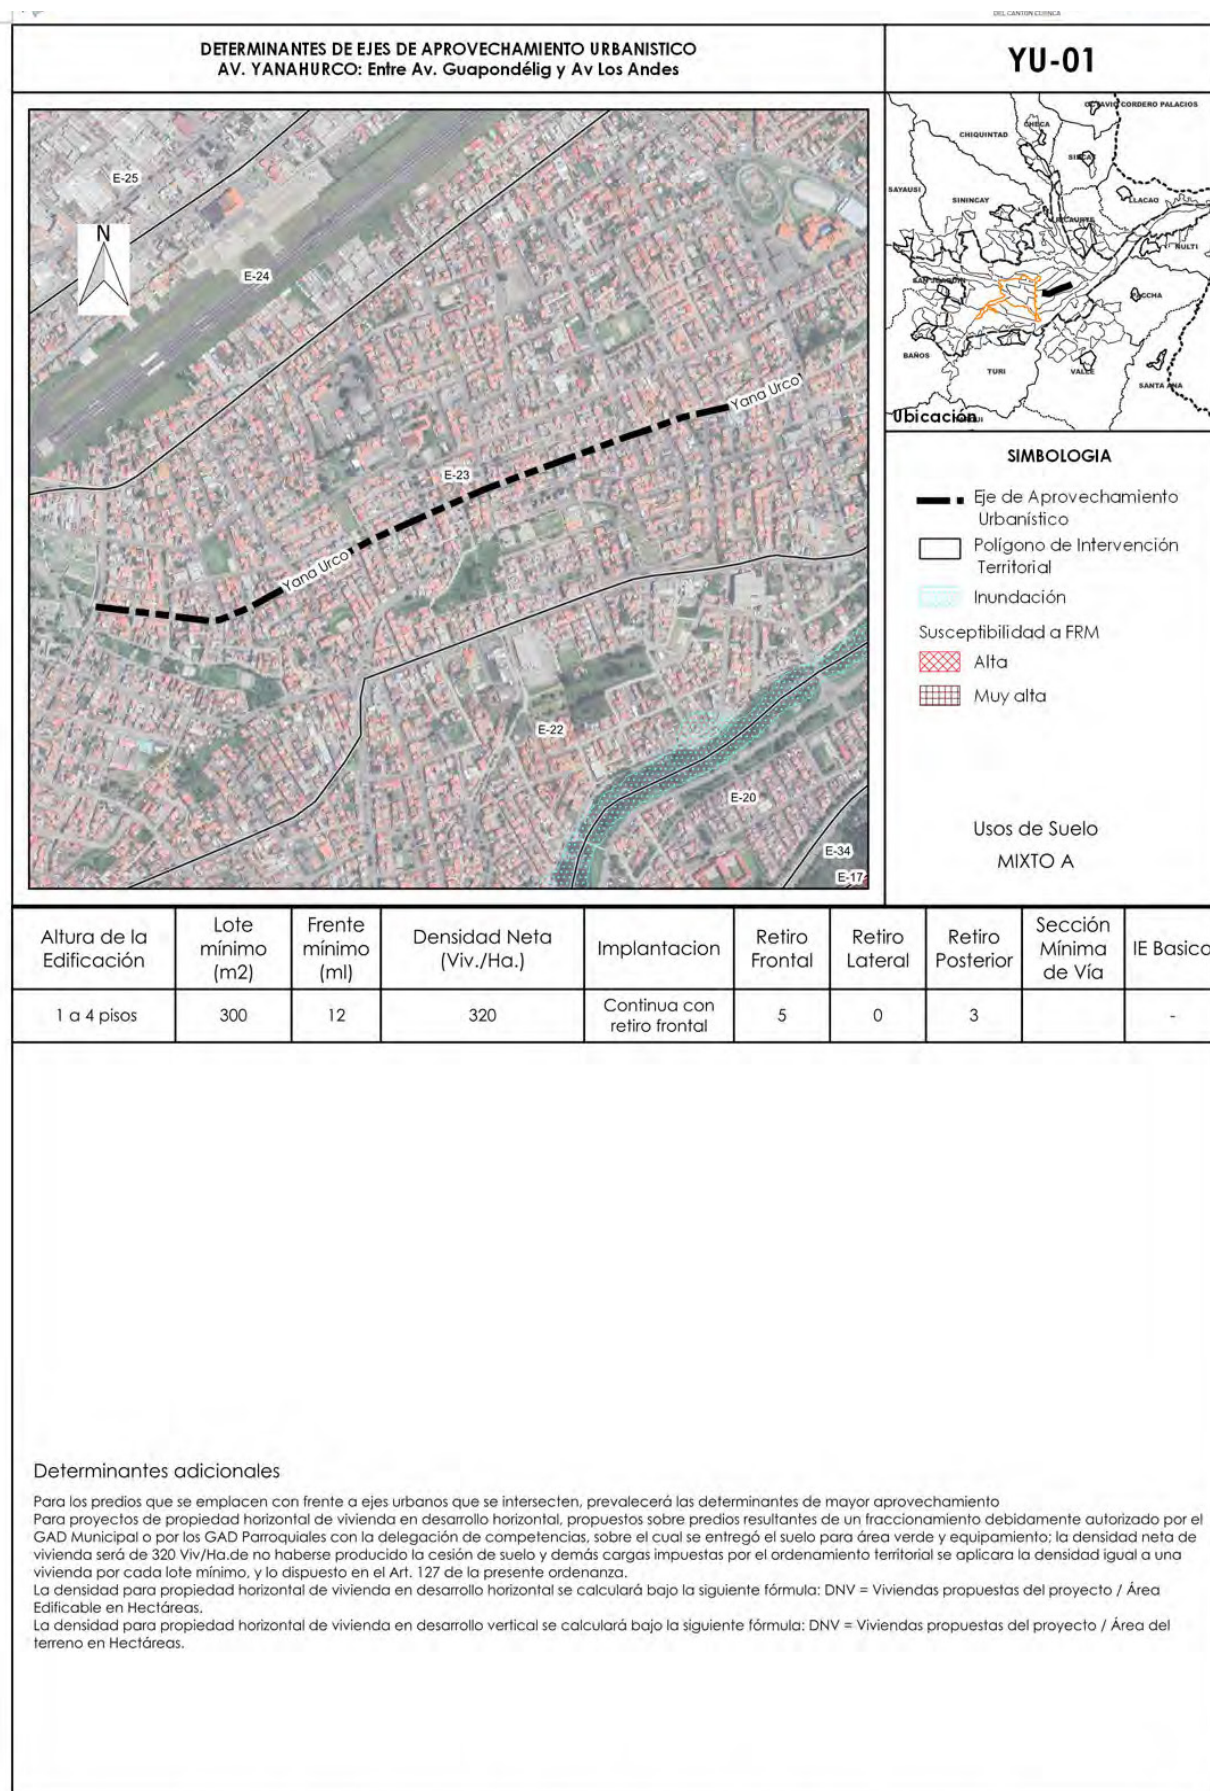 DEL CANTÓN CUENCA
DETERMINANTES DE EJES DE APROVECHAMIENTO URBANISTICO
AV. YANAHURCO: Entre Av. Guapondélig y Av Los Andes
YU-01
E-25
N
E-24
Yana Urco
E-23
Yana Urco
E-22
E-20
E-34
E-17
OCTAVIO CORDERO PALACIOS
CHECA
CHIQUINTAD
SAYAUSI
SININCAY
LLACAO
NULTI
PACCHA
BAÑOS
TURI
VALLE
SANTA ANA
Ubicación
SIMBOLOGIA
Eje de Aprovechamiento
Urbanístico
Polígono de Intervención
Territorial
Inundación
Susceptibilidad a FRM
Alta
Muy alta
Usos de Suelo
MIXTO A
Altura de la Edificación
Lote mínimo (m2)
Frente mínimo (ml)
Densidad Neta (Viv./Ha.)
Implantacion
Retiro Frontal
Retiro Lateral
Retiro Posterior
Sección Mínima de Vía
IE Basico
1 a 4 pisos
300
12
320
Continua con retiro frontal
5
0
3
-
Determinantes adicionales
Para los predios que se emplacen con frente a ejes urbanos que se intersecten, prevalecerá las determinantes de mayor aprovechamiento
Para proyectos de propiedad horizontal de vivienda en desarrollo horizontal, propuestos sobre predios resultantes de un fraccionamiento debidamente autorizado por el
GAD Municipal o por los GAD Parroquiales con la delegación de competencias, sobre el cual se entregó el suelo para área verde y equipamiento; la densidad neta de
vivienda será de 320 Viv/Ha.de no haberse producido la cesión de suelo y demás cargas impuestas por el ordenamiento territorial se aplicara la densidad igual a una
vivienda por cada lote mínimo, y lo dispuesto en el Art. 127 de la presente ordenanza.
La densidad para propiedad horizontal de vivienda en desarrollo horizontal se calculará bajo la siguiente fórmula: DNV = Viviendas propuestas del proyecto / Área
Edificable en Hectáreas.
La densidad para propiedad horizontal de vivienda en desarrollo vertical se calculará bajo la siguiente fórmula: DNV = Viviendas propuestas del proyecto / Área del
terreno en Hectáreas.